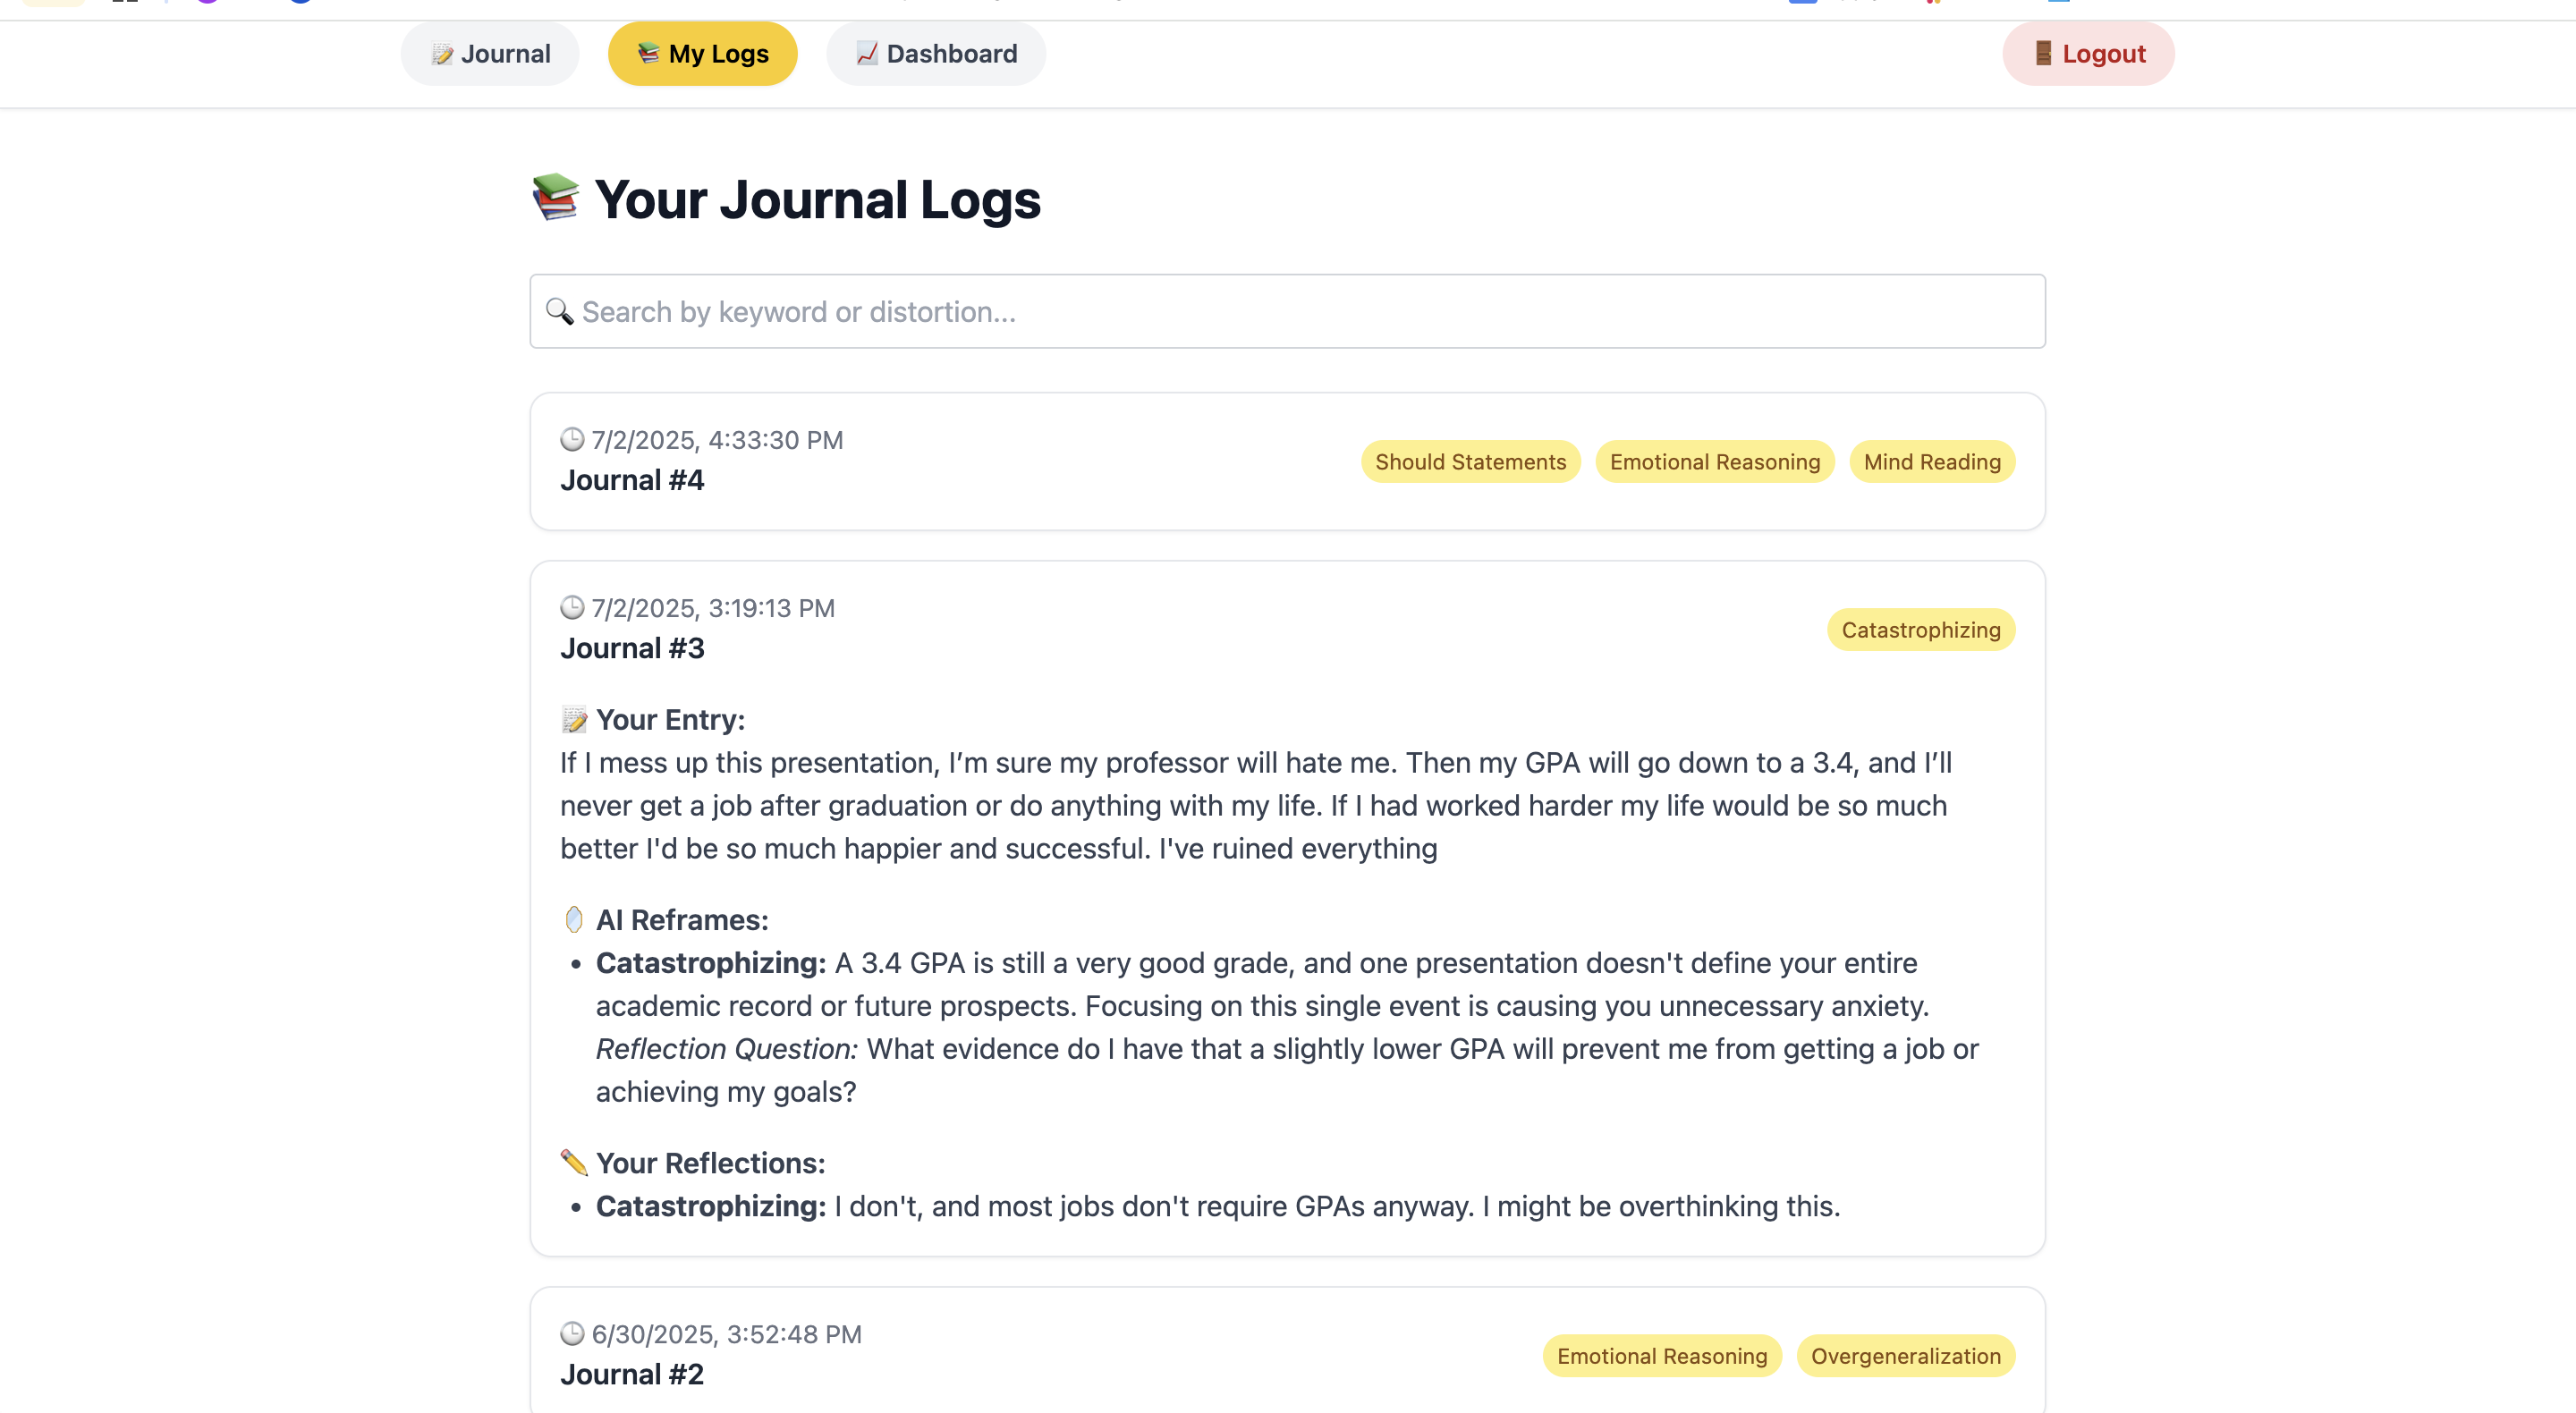 Journal
My Logs
Dashboard
Logout
Your Journal Logs
Search by keyword or distortion...
7/2/2025, 4:33:30 PM
Journal #4
Should Statements
Emotional Reasoning
Mind Reading
7/2/2025, 3:19:13 PM
Journal #3
Catastrophizing
Your Entry:
If I mess up this presentation, I’m sure my professor will hate me. Then my GPA will go down to a 3.4, and I’ll
never get a job after graduation or do anything with my life. If I had worked harder my life would be so much
better I'd be so much happier and successful. I've ruined everything
AI Reframes:
• Catastrophizing: A 3.4 GPA is still a very good grade, and one presentation doesn't define your entire
academic record or future prospects. Focusing on this single event is causing you unnecessary anxiety.
Reflection Question: What evidence do I have that a slightly lower GPA will prevent me from getting a job or
achieving my goals?
Your Reflections:
• Catastrophizing: I don't, and most jobs don't require GPAs anyway. I might be overthinking this.
6/30/2025, 3:52:48 PM
Journal #2
Emotional Reasoning
Overgeneralization